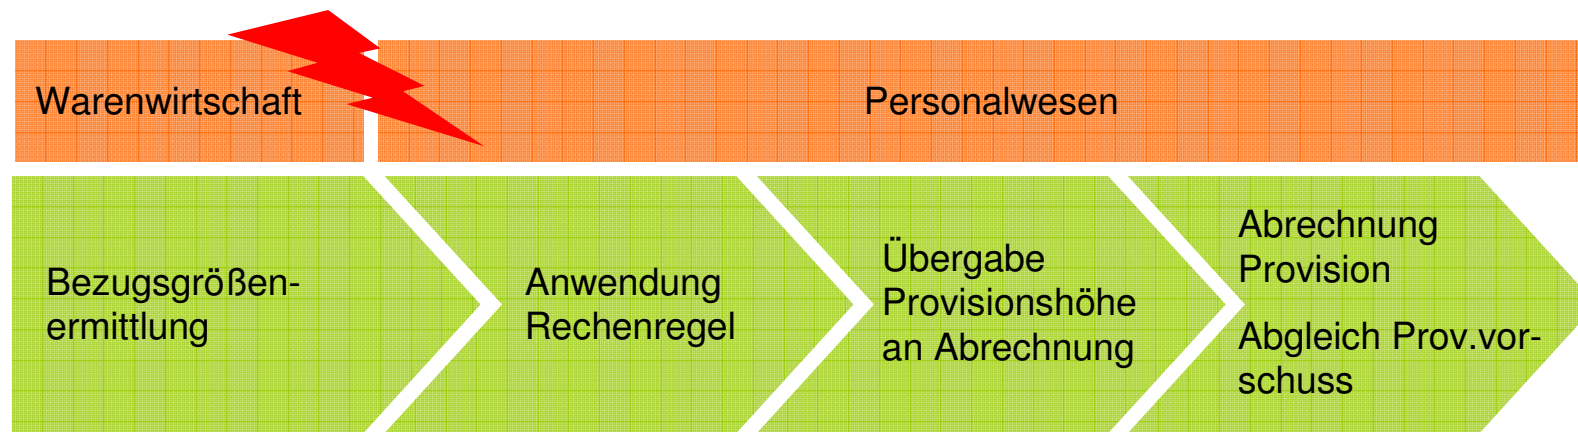 Warenwirtschaft
Personalwesen
Bezugsgrößen-
ermittlung
Anwendung
Rechenregel
Übergabe
Provisionshöhe
an Abrechnung
Abrechnung
Provision
Abgleich Prov.vor-
schuss